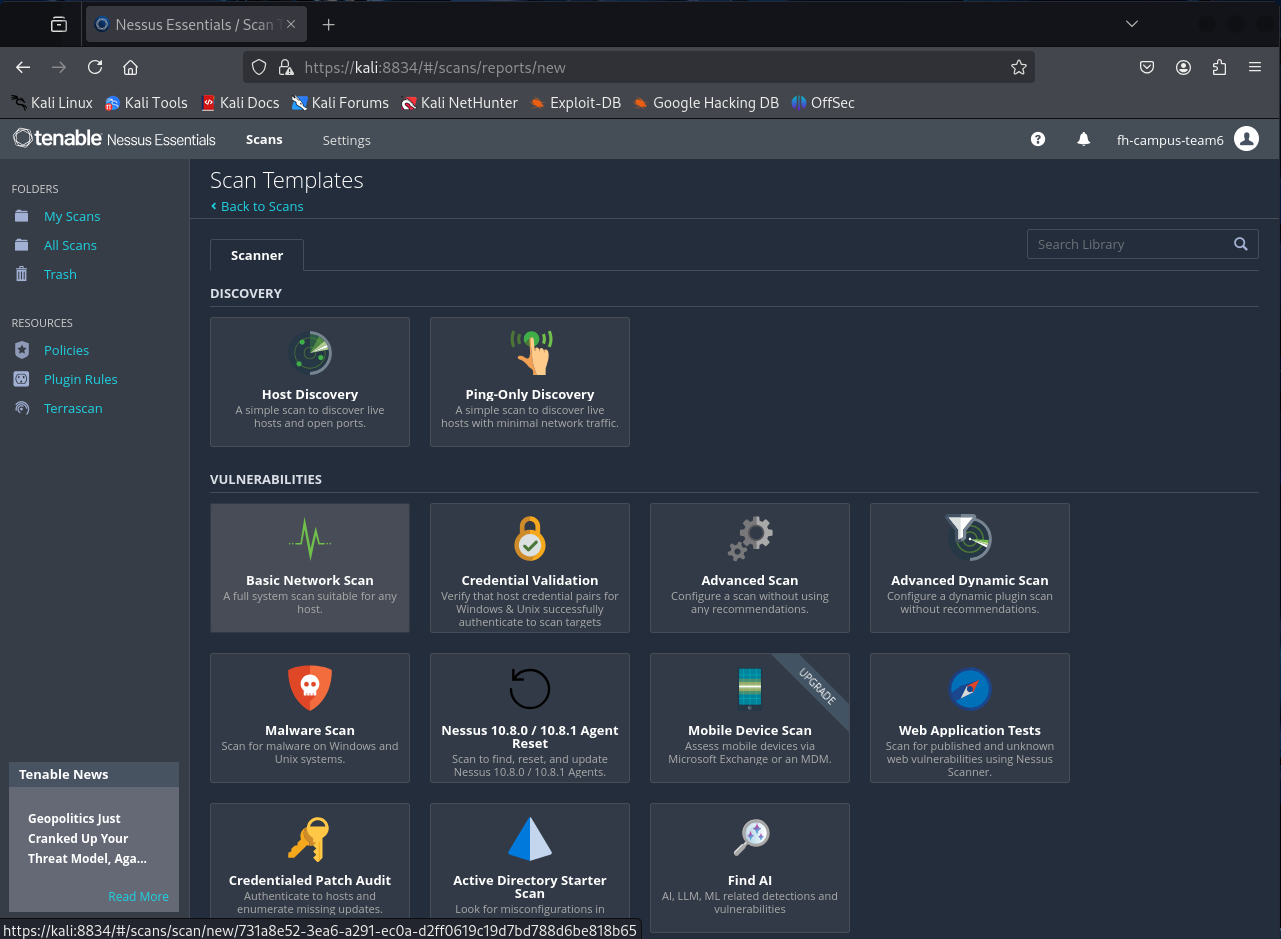 Nessus Essentials / Scan T
https://kali:8834/#/scans/reports/new
Kali Linux Kali Tools Kali Docs Kali Forums Kali NetHunter Exploit-DB Google Hacking DB OffSec
tenable Nessus Essentials Scans Settings fh-campus-team6
FOLDERS
My Scans
All Scans
Trash
RESOURCES
Policies
Plugin Rules
Terrascan
Tenable News
Geopolitics Just
Cranked Up Your
Threat Model, Aga...
Read More
Scan Templates
Back to Scans
Scanner
Search Library
DISCOVERY
Host Discovery
A simple scan to discover live
hosts and open ports.
Ping-Only Discovery
A simple scan to discover live
hosts with minimal network traffic.
VULNERABILITIES
Basic Network Scan
A full system scan suitable for any
host.
Credential Validation
Verify that host credential pairs for
Windows & Unix successfully
authenticate to scan targets
Advanced Scan
Configure a scan without using
any recommendations.
Advanced Dynamic Scan
Configure a dynamic plugin scan
without recommendations.
Malware Scan
Scan for malware on Windows and
Unix systems.
Nessus 10.8.0 / 10.8.1 Agent
Reset
Scan to find, reset, and update
Nessus 10.8.0 / 10.8.1 Agents.
UPGRADE
Mobile Device Scan
Assess mobile devices via
Microsoft Exchange or an MDM.
Web Application Tests
Scan for published and unknown
web vulnerabilities using Nessus
Scanner.
Credentialed Patch Audit
Authenticate to hosts and
enumerate missing updates.
Active Directory Starter
Scan
Look for misconfigurations in
Find AI
AI, LLM, ML related detections and
vulnerabilities
https://kali:8834/#/scans/scan/new/731a8e52-3ea6-a291-ec0a-d2ff0619c19d7bd788d6be818b65